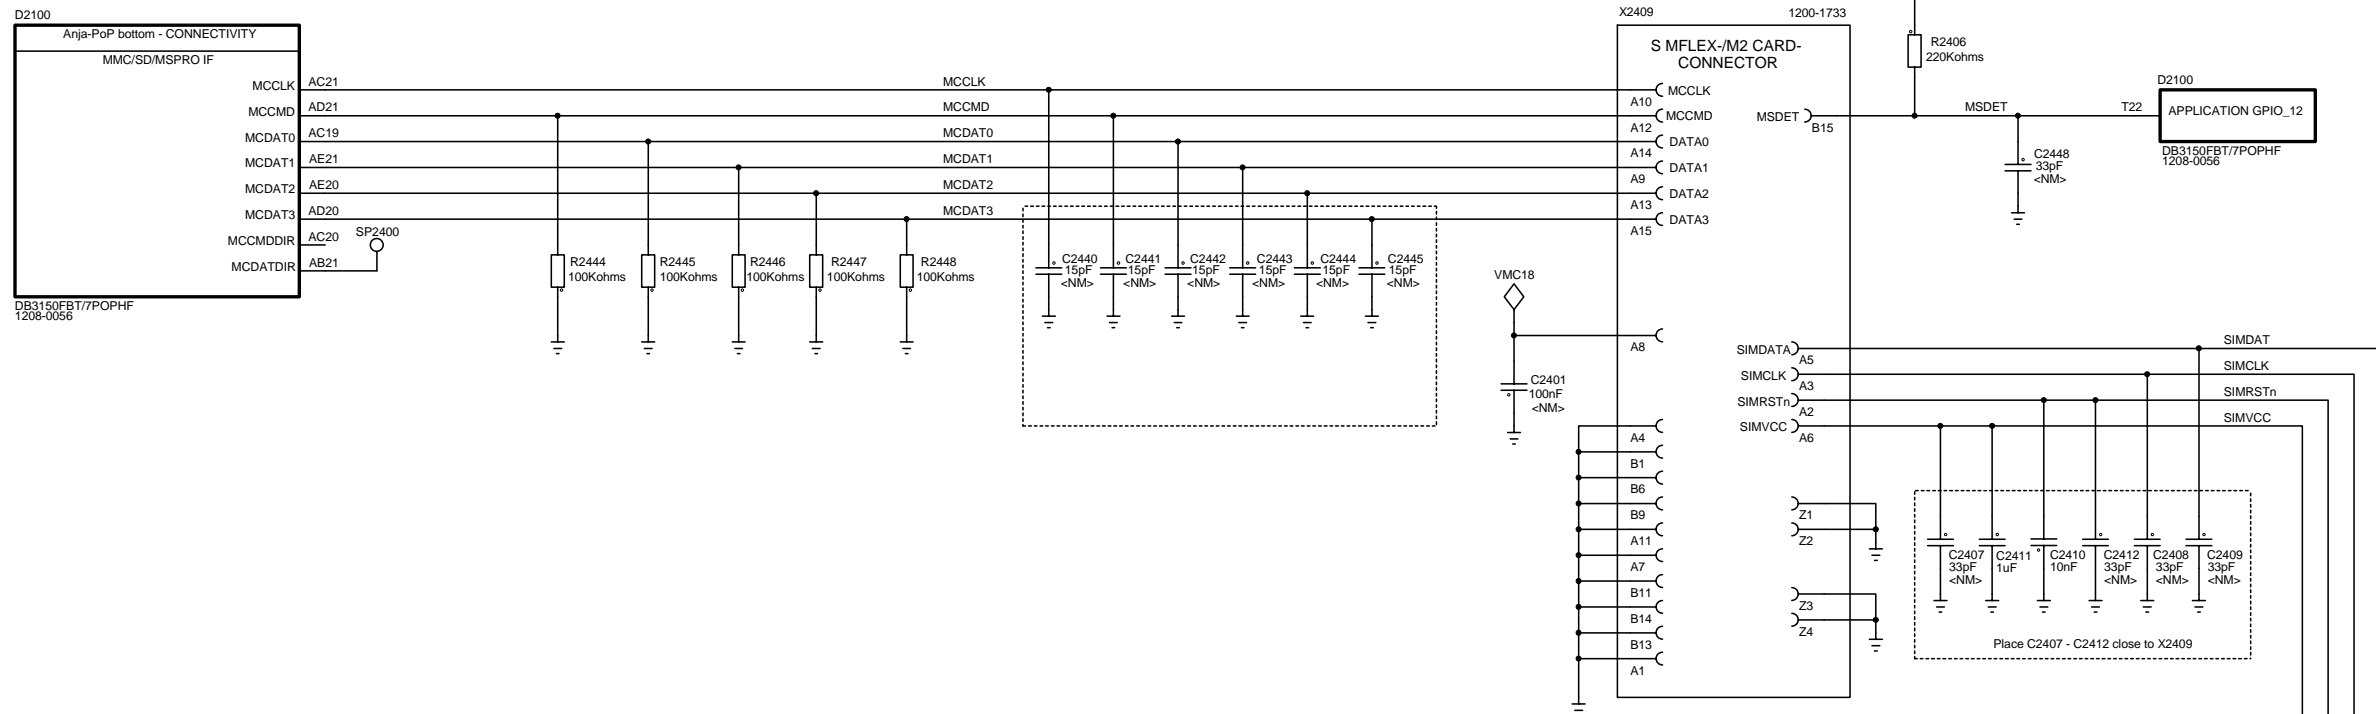 D2100
Anja-PoP bottom - CONNECTIVITY
MMC/SD/MSPRO IF
MCCLK
MCCMD
MCDAT0
MCDAT1
MCDAT2
MCDAT3
MCCMDDIR
MCDATDIR
AC21
AD21
AC19
AE21
AE20
AD20
AC20
AB21
DB3150FBT/7POPHF
1208-0056
SP2400
R2444
100Kohms
R2445
100Kohms
R2446
100Kohms
R2447
100Kohms
R2448
100Kohms
MCCLK
MCCMD
MCDAT0
MCDAT1
MCDAT2
MCDAT3
C2440
15pF
<NM>
C2441
15pF
<NM>
C2442
15pF
<NM>
C2443
15pF
<NM>
C2444
15pF
<NM>
C2445
15pF
<NM>
VMC18
C2401
100nF
<NM>
X2409
1200-1733
S MFLEX-/M2 CARD-
CONNECTOR
MCCLK
A10
MCCMD
A12
DATA0
A14
DATA1
A9
DATA2
A13
DATA3
A15
A8
A4
B1
B6
B9
A11
A7
B11
B14
B13
A1
MSDET
B15
SIMDATA
A5
SIMCLK
A3
SIMRSTn
A2
SIMVCC
A6
Z1
Z2
Z3
Z4
R2406
220Kohms
MSDET
T22
C2448
33pF
<NM>
D2100
APPLICATION GPIO_12
DB3150FBT/7POPHF
1208-0056
SIMDAT
SIMCLK
SIMRSTn
SIMVCC
C2407
33pF
<NM>
C2411
1uF
C2410
10nF
C2412
33pF
<NM>
C2408
33pF
<NM>
C2409
33pF
<NM>
Place C2407 - C2412 close to X2409